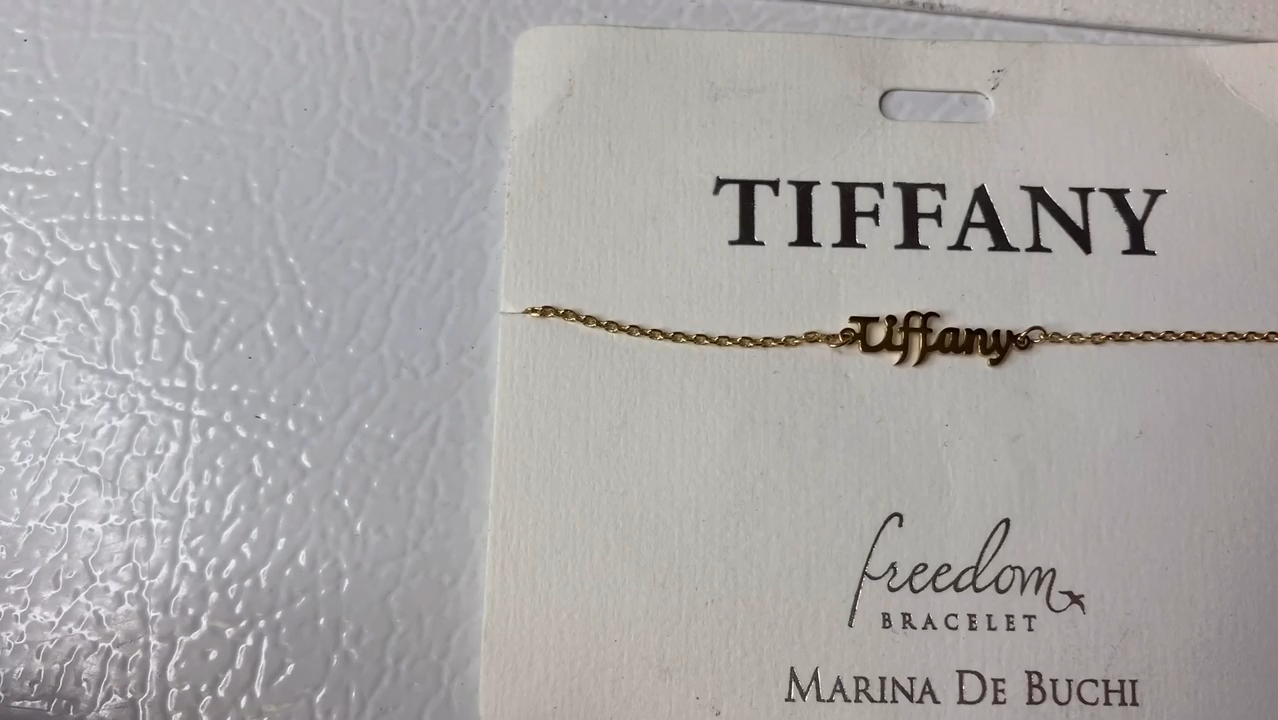 TIFFANY
Tiffany
freedom
BRACELET
MARINA DE BUCHI